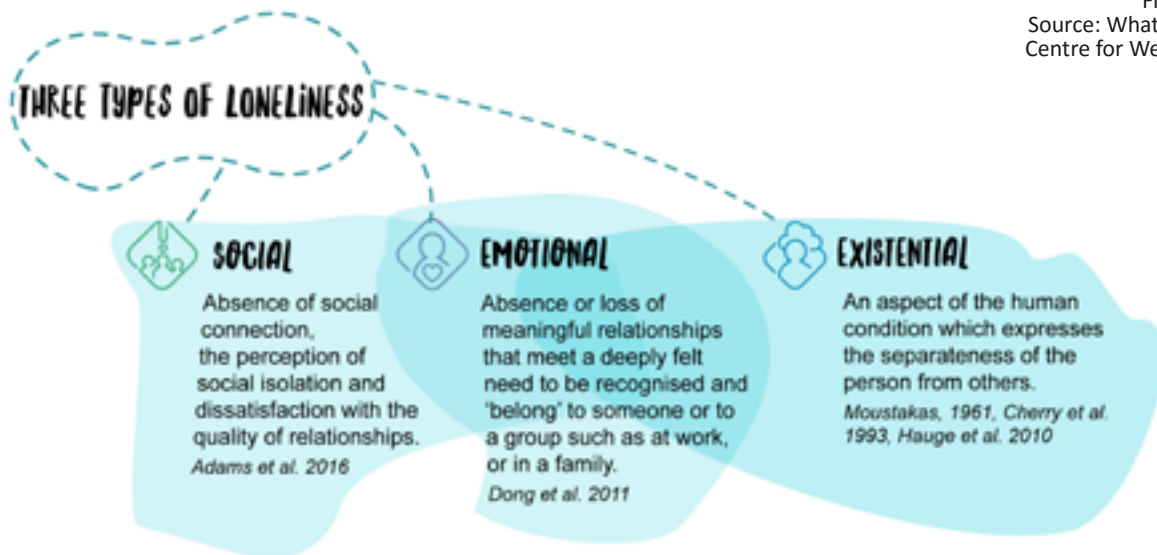 Source: What
Centre for We
THREE TYPES OF LONELINESS
SOCIAL
Absence of social
connection,
the perception of
social isolation and
dissatisfaction with the
quality of relationships.
Adams et al. 2016
EMOTIONAL
Absence or loss of
meaningful relationships
that meet a deeply felt
need to be recognised and
'belong' to someone or to
a group such as at work,
or in a family.
Dong et al. 2011
EXISTENTIAL
An aspect of the human
condition which expresses
the separateness of the
person from others.
Moustakas, 1961, Cherry et al.
1993, Hauge et al. 2010